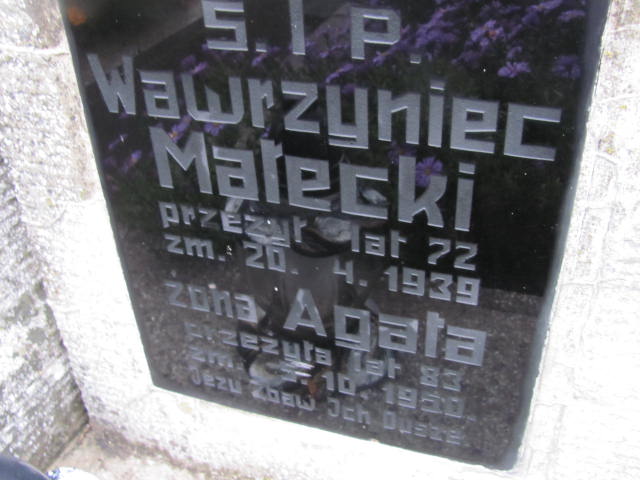 Ś. I p.
Wawrzyniec
Małecki
przeżył lat 72
zm. 20. 4. 1939
żona Agata
przeżyła lat 83
zm. 10. 1950.
Jezu Zbaw Ich Dusze